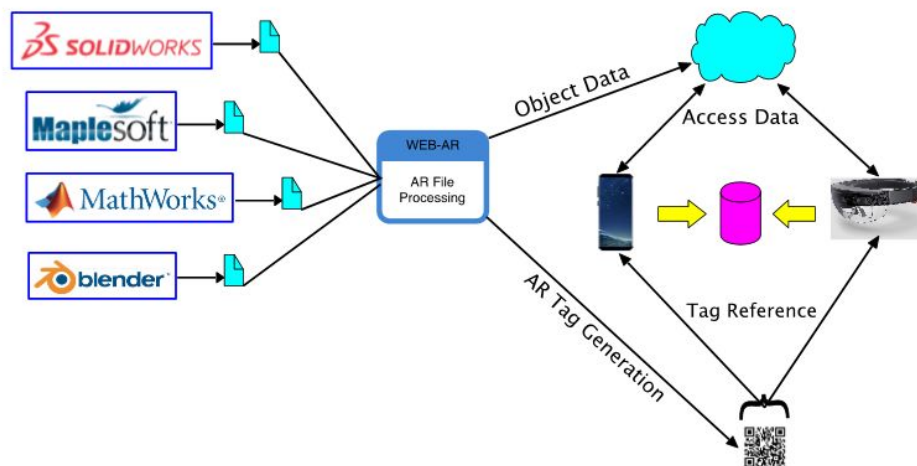 SOLIDWORKS
Maplesoft
MathWorks®
blender
WEB-AR
AR File
Processing
Object Data
Access Data
AR Tag Generation
Tag Reference